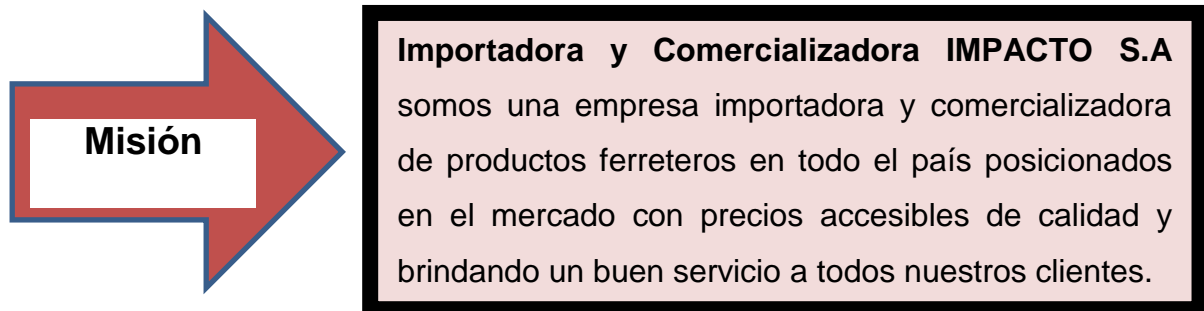 Misión
Importadora y Comercializadora IMPACTO S.A
somos una empresa importadora y comercializadora
de productos ferreteros en todo el país posicionados
en el mercado con precios accesibles de calidad y
brindando un buen servicio a todos nuestros clientes.